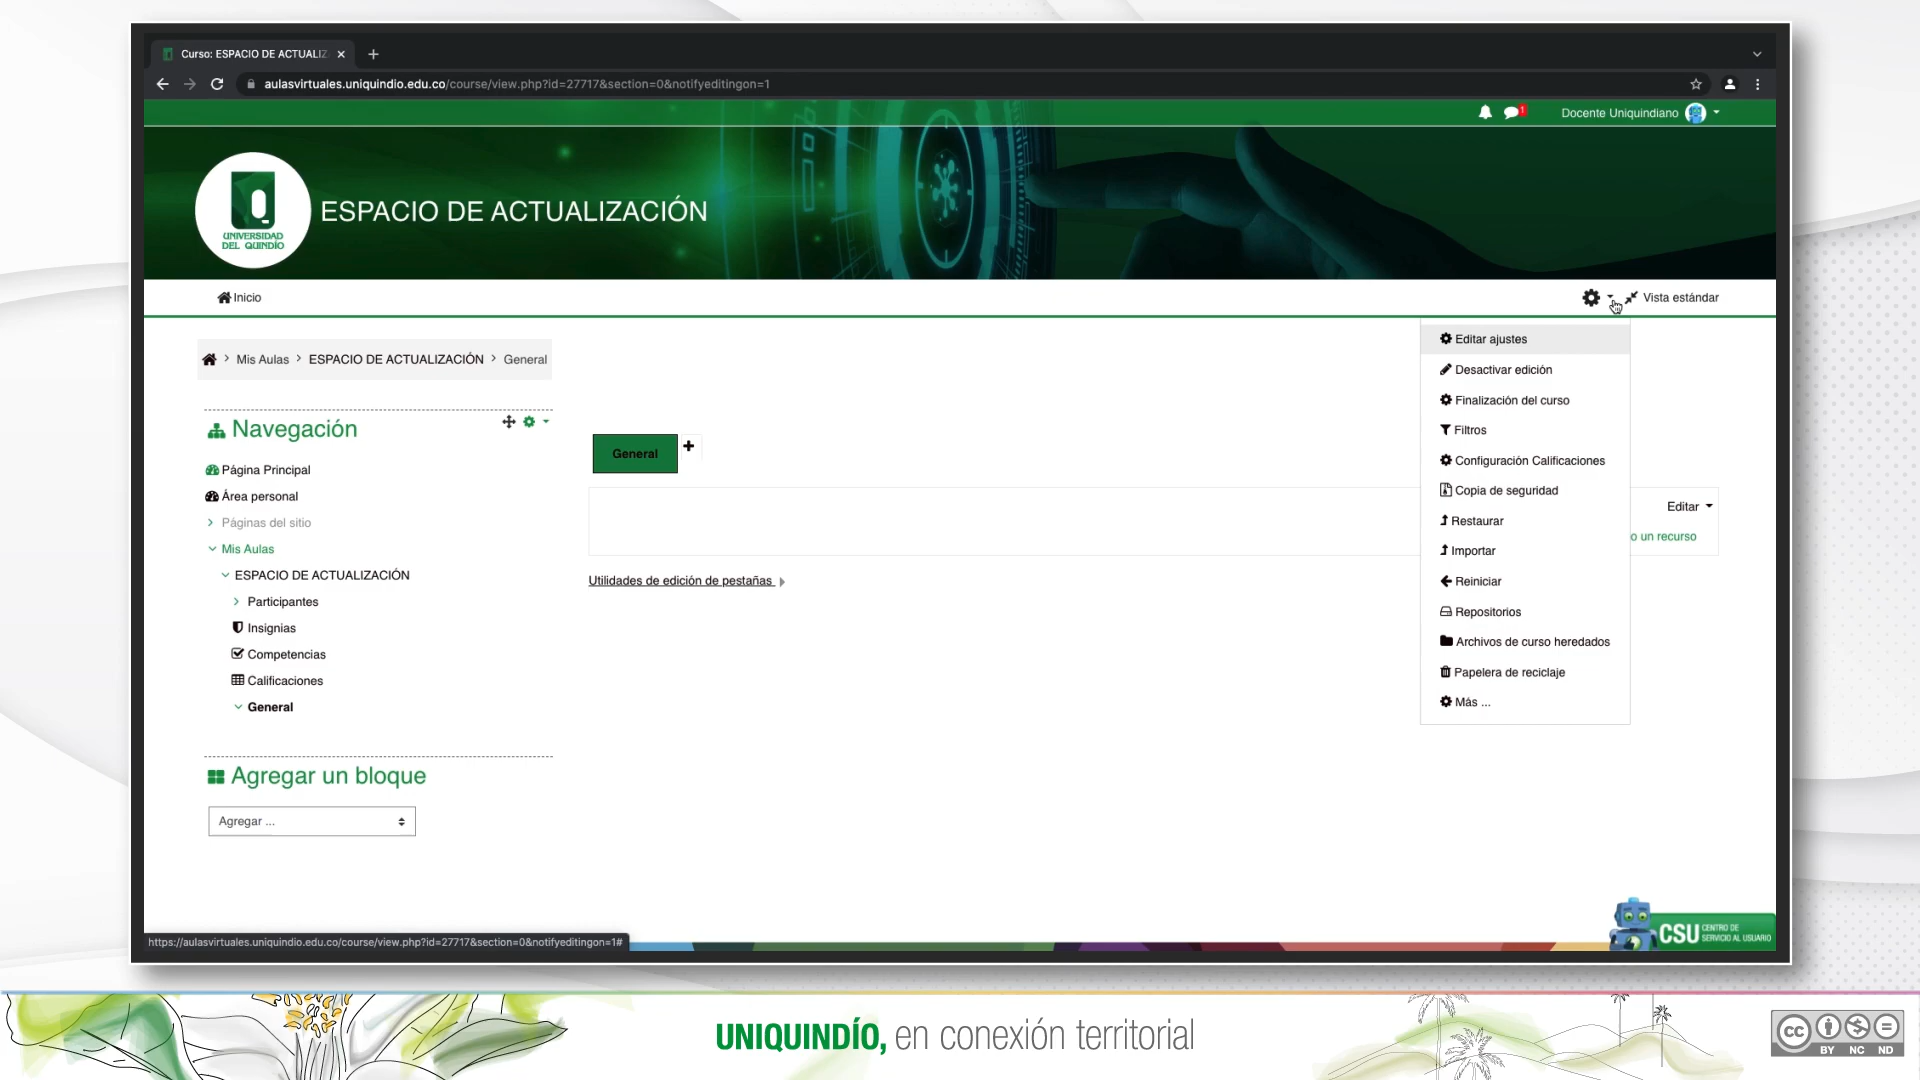 Curso: ESPACIO DE ACTUALIZ
aulasvirtuales.uniquindio.edu.co/course/view.php?id=27717&section=0&notifyeditingon=1
1
Docente Uniquindiano
UNIVERSIDAD
DEL QUINDÍO
ESPACIO DE ACTUALIZACIÓN
Inicio
Vista estándar
Mis Aulas
ESPACIO DE ACTUALIZACIÓN
General
Navegación
Página Principal
Área personal
Páginas del sitio
Mis Aulas
ESPACIO DE ACTUALIZACIÓN
Participantes
Insignias
Competencias
Calificaciones
General
Agregar un bloque
Agregar ...
General
Editar
o un recurso
Utilidades de edición de pestañas
Editar ajustes
Desactivar edición
Finalización del curso
Filtros
Configuración Calificaciones
Copia de seguridad
Restaurar
Importar
Reiniciar
Repositorios
Archivos de curso heredados
Papelera de reciclaje
Más ...
https://aulasvirtuales.uniquindio.edu.co/course/view.php?id=27717&section=0&notifyeditingon=1#
CSU CENTRO DE
SERVICIO AL USUARIO
UNIQUINDÍO, en conexión territorial
cc
BY NC ND